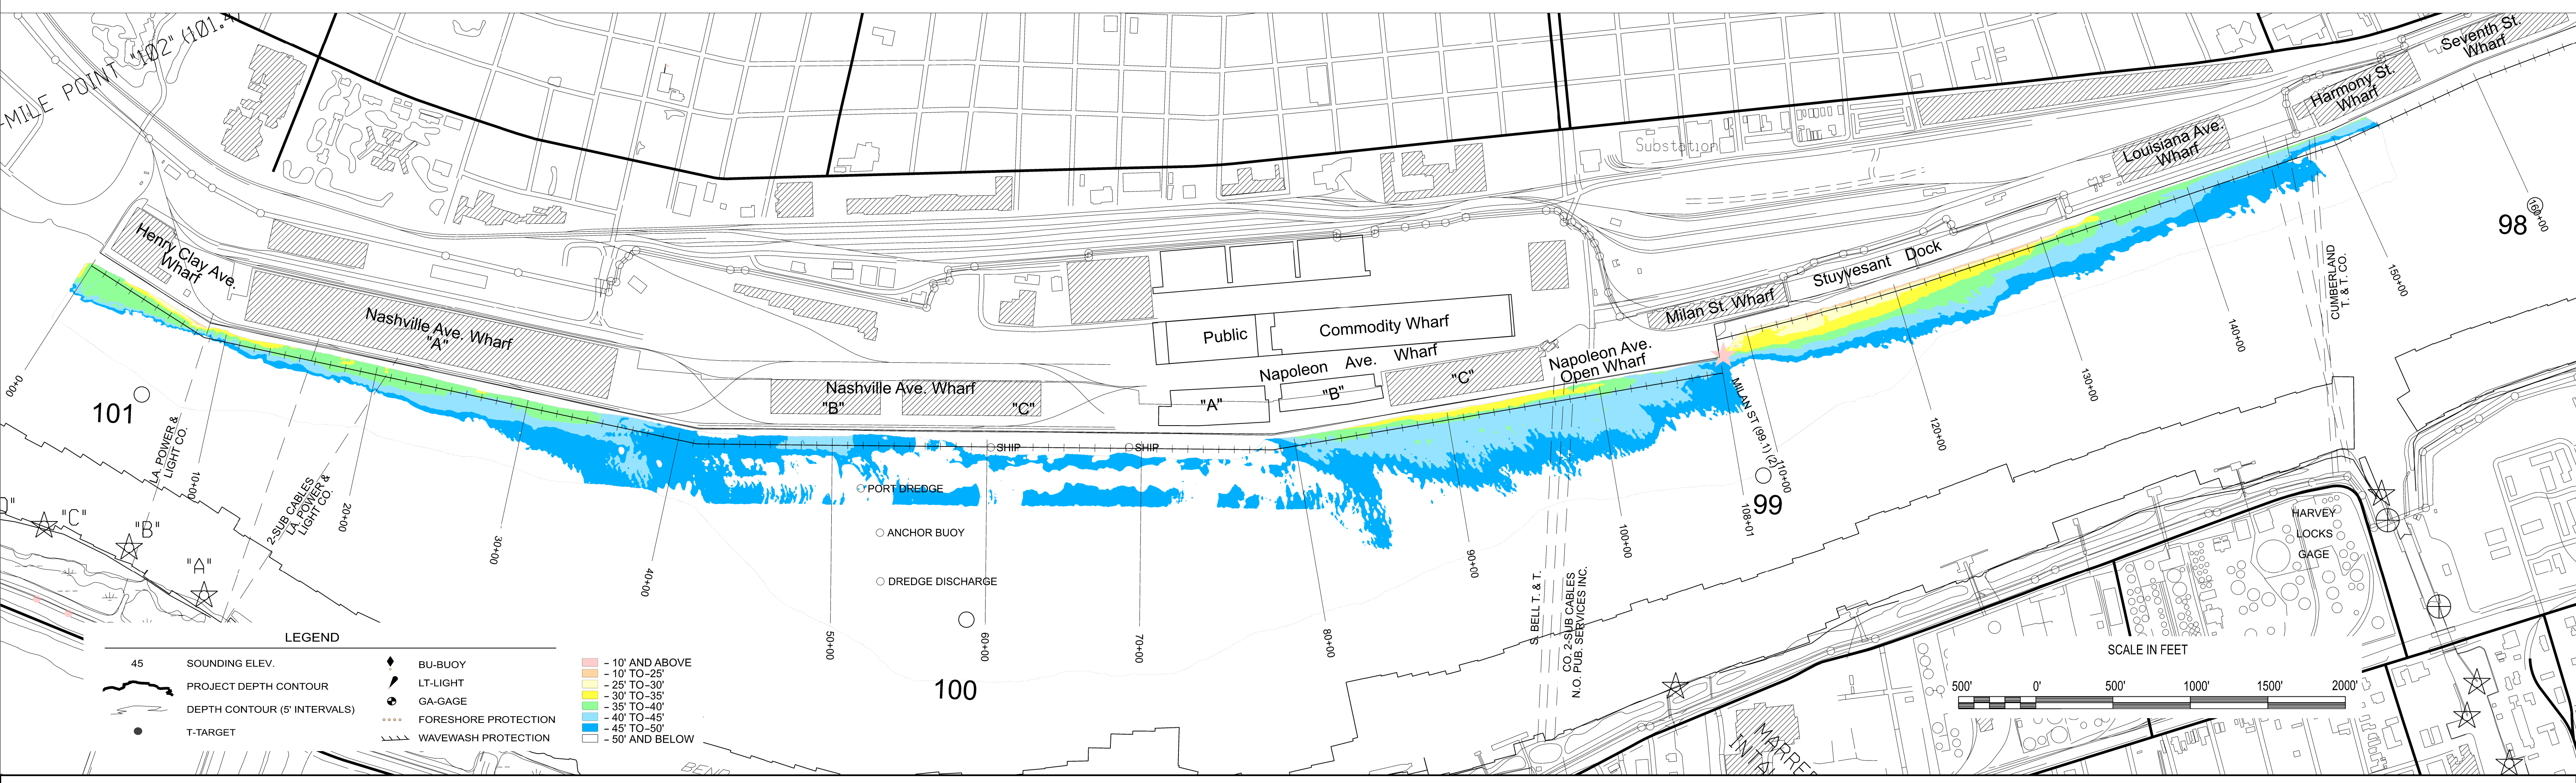 -MILE POINT "102" (101.4)
Seventh St.
Wharf
Harmony St.
Wharf
Louisiana Ave.
Wharf
Substation
Henry Clay Ave.
Wharf
Stuyvesant Dock
Milan St. Wharf
Nashville Ave. Wharf
"A"
Public
Commodity Wharf
Napoleon Ave. Wharf
Napoleon Ave.
Open Wharf
"A"
"B"
"C"
Nashville Ave. Wharf
"B"
"C"
SHIP
SHIP
PORT DREDGE
ANCHOR BUOY
DREDGE DISCHARGE
101
100
99
98
0+00
10+00
20+00
30+00
40+00
50+00
60+00
70+00
80+00
90+00
100+00
108+01
110+00
120+00
130+00
140+00
150+00
160+00
MILAN ST (99.1) (2)
LA. POWER &
LIGHT CO.
2-SUB CABLES
LA. POWER &
LIGHT CO.
S. BELL T. & T.
CO. 2-SUB CABLES
N.O. PUB. SERVICES INC.
CUMBERLAND
T. & T. CO.
HARVEY
LOCKS
GAGE
"C"
"B"
"A"
LEGEND
45 SOUNDING ELEV.
PROJECT DEPTH CONTOUR
DEPTH CONTOUR (5' INTERVALS)
T-TARGET
BU-BUOY
LT-LIGHT
GA-GAGE
FORESHORE PROTECTION
WAVEWASH PROTECTION
– 10' AND ABOVE
– 10' TO–25'
– 25' TO–30'
– 30' TO–35'
– 35' TO–40'
– 40' TO–45'
– 45' TO–50'
– 50' AND BELOW
SCALE IN FEET
500' 0' 500' 1000' 1500' 2000'